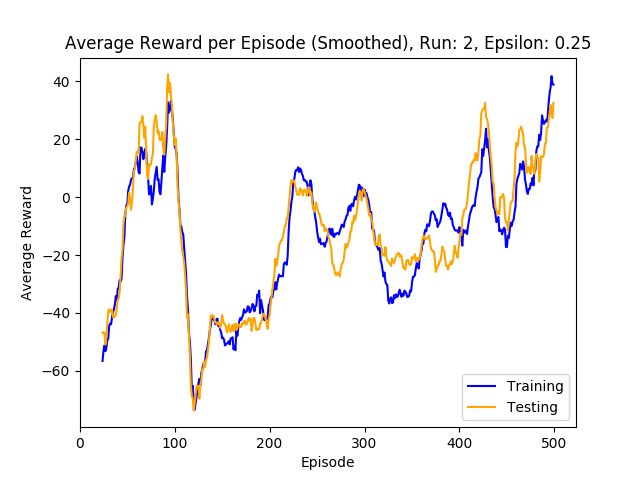 Average Reward per Episode (Smoothed), Run: 2, Epsilon: 0.25
Average Reward
40
20
0
−20
−40
−60
0
100
200
300
400
500
Episode
Training
Testing